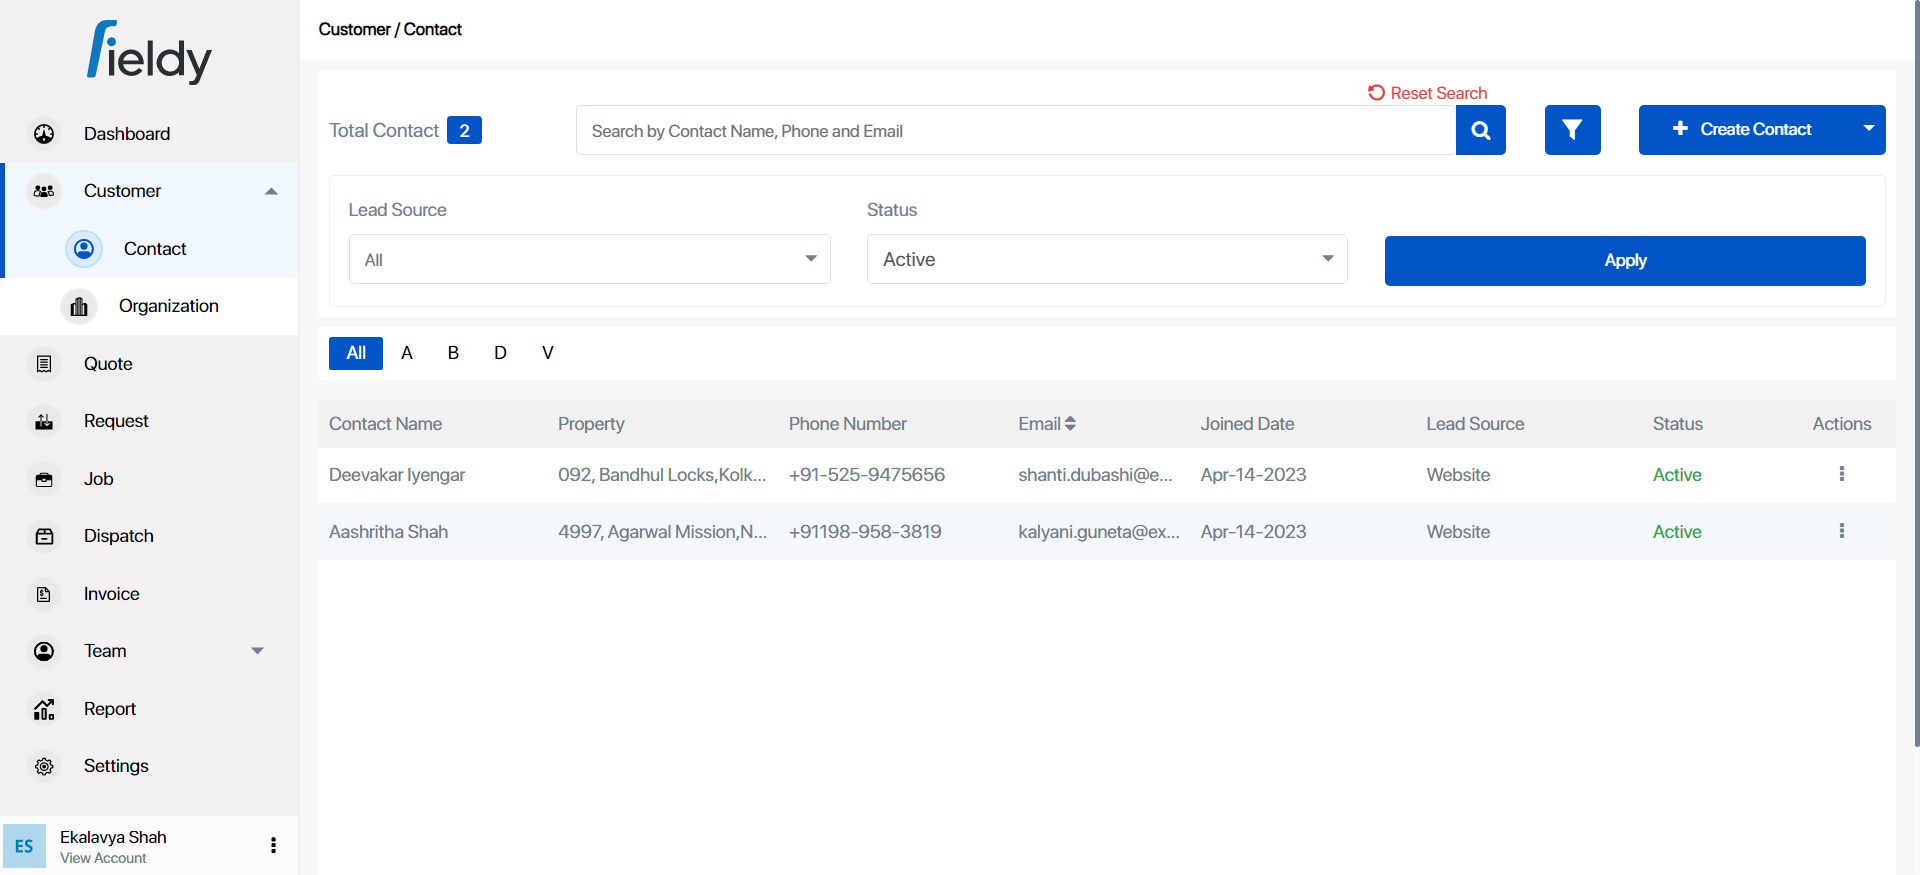 fieldy
Customer / Contact
Dashboard
Customer
Contact
Organization
Quote
Request
Job
Dispatch
Invoice
Team
Report
Settings
ES
Ekalavya Shah
View Account
Reset Search
Total Contact 2
Search by Contact Name, Phone and Email
Create Contact
Lead Source
Status
All
Active
Apply
All A B D V
Contact Name Property Phone Number Email Joined Date Lead Source Status Actions
Deevakar Iyengar 092, Bandhul Locks,Kolk... +91-525-9475656 shanti.dubashi@e... Apr-14-2023 Website Active
Aashritha Shah 4997, Agarwal Mission,N... +91198-958-3819 kalyani.guneta@ex... Apr-14-2023 Website Active